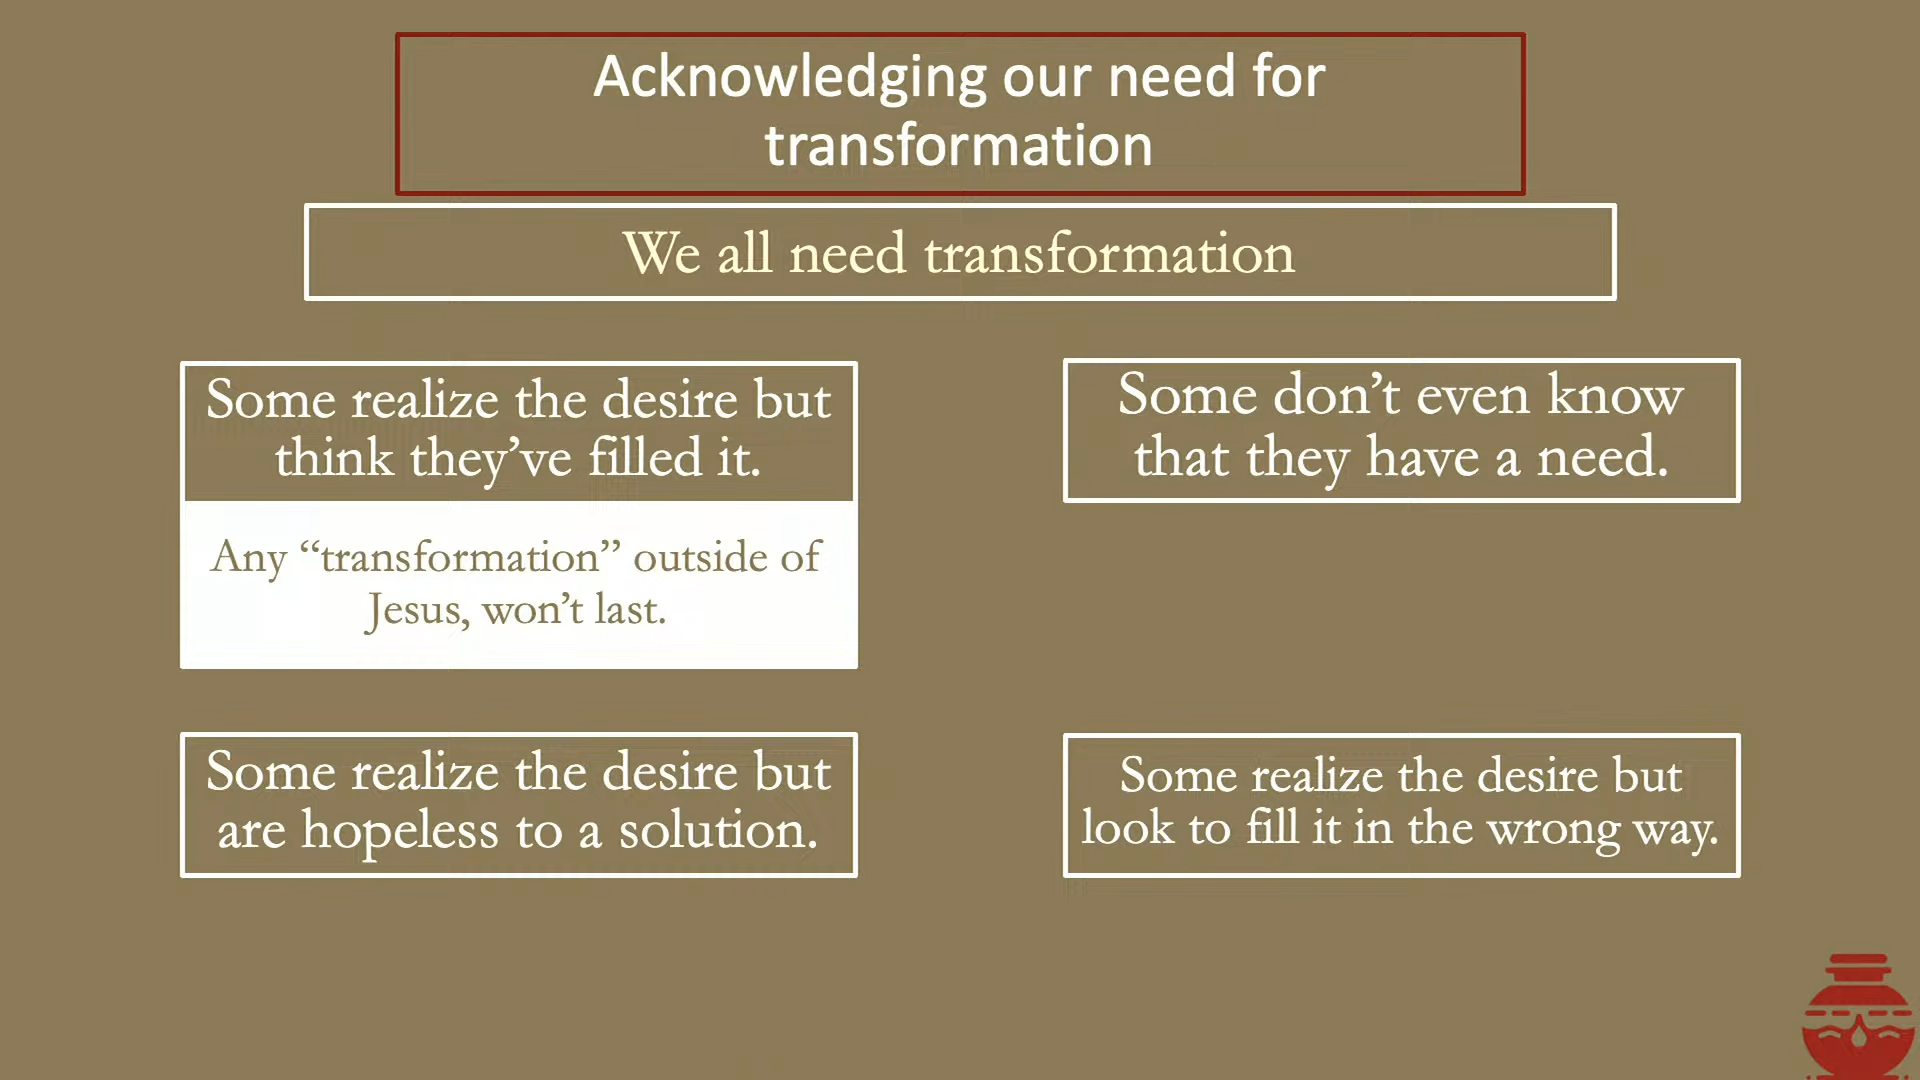 Acknowledging our need for
transformation
We all need transformation
Some realize the desire but
think they’ve filled it.
Any “transformation” outside of
Jesus, won’t last.
Some don’t even know
that they have a need.
Some realize the desire but
are hopeless to a solution.
Some realize the desire but
look to fill it in the wrong way.